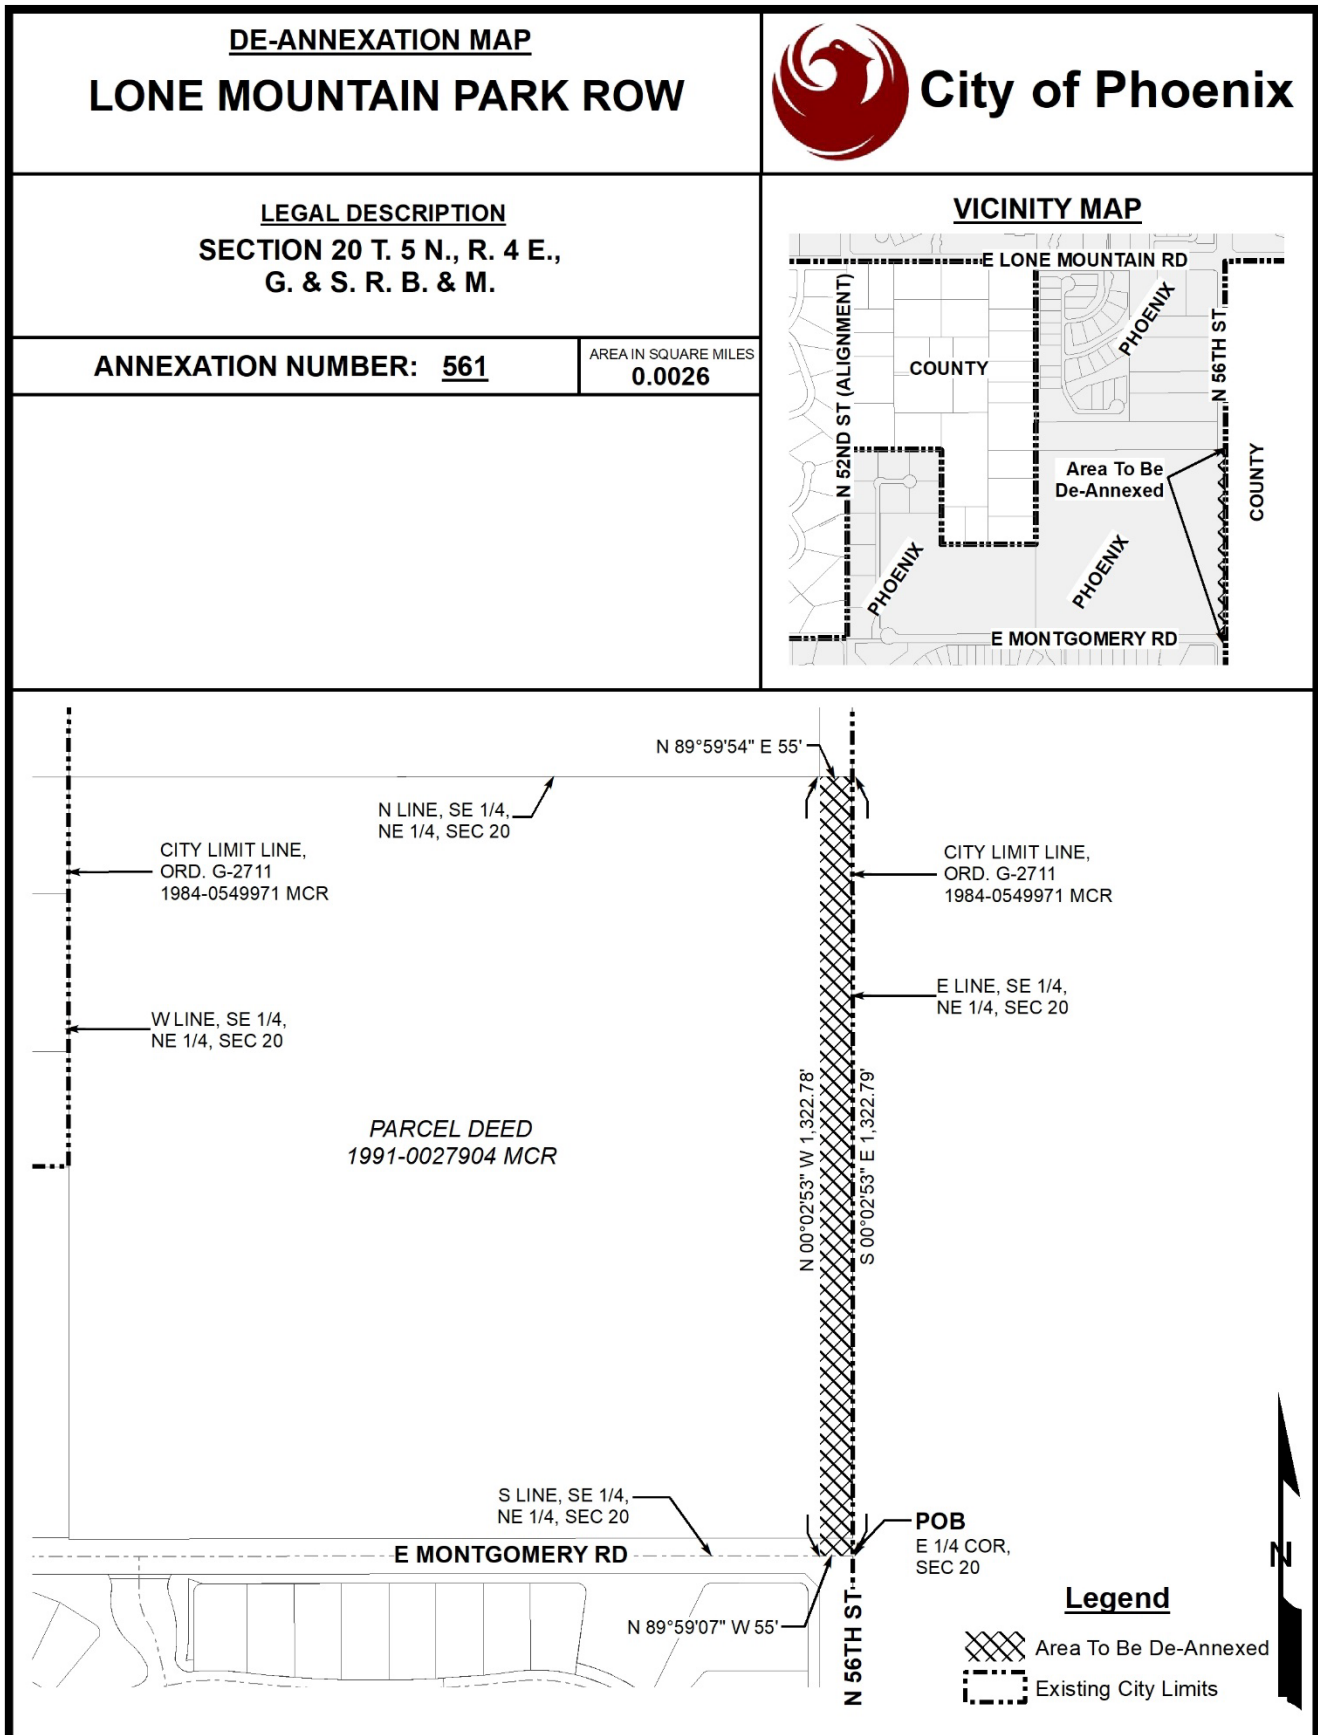 DE-ANNEXATION MAP
LONE MOUNTAIN PARK ROW
City of Phoenix
LEGAL DESCRIPTION
SECTION 20 T. 5 N., R. 4 E.,
G. & S. R. B. & M.
ANNEXATION NUMBER: 561
AREA IN SQUARE MILES
0.0026
VICINITY MAP
E LONE MOUNTAIN RD
N 52ND ST (ALIGNMENT)
COUNTY
PHOENIX
N 56TH ST
Area To Be
De-Annexed
COUNTY
PHOENIX
PHOENIX
E MONTGOMERY RD
N 89°59'54" E 55'
N LINE, SE 1/4,
NE 1/4, SEC 20
CITY LIMIT LINE,
ORD. G-2711
1984-0549971 MCR
CITY LIMIT LINE,
ORD. G-2711
1984-0549971 MCR
W LINE, SE 1/4,
NE 1/4, SEC 20
E LINE, SE 1/4,
NE 1/4, SEC 20
PARCEL DEED
1991-0027904 MCR
N 00°02'53" W 1,322.78'
S 00°02'53" E 1,322.79'
S LINE, SE 1/4,
NE 1/4, SEC 20
E MONTGOMERY RD
POB
E 1/4 COR,
SEC 20
N 89°59'07" W 55'
N 56TH ST
N
Legend
Area To Be De-Annexed
Existing City Limits